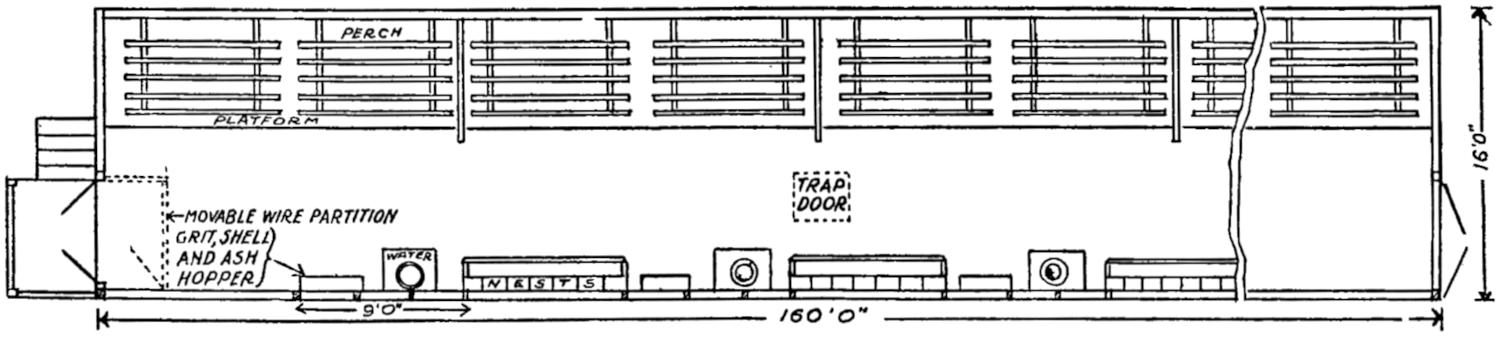 PERCH
PLATFORM
TRAP
DOOR
MOVABLE WIRE PARTITION
GRIT, SHELL
AND ASH
HOPPER
WATER
NESTS
9'0"
160'0"
16'0"